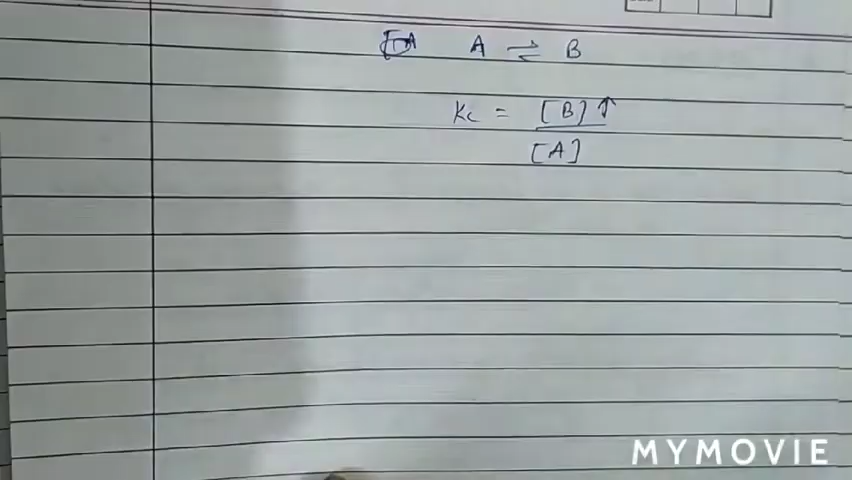 A A ⇌ B
Kc = [B]↑
[A]
MYMOVIE